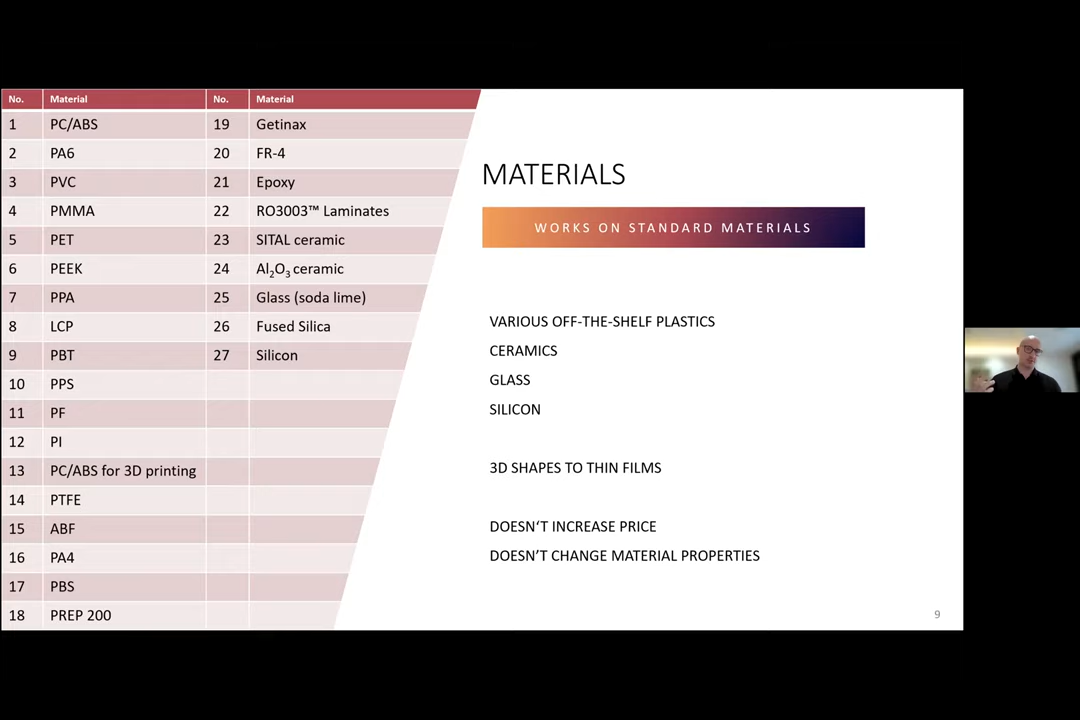 No. Material No. Material
1 PC/ABS 19 Getinax
2 PA6 20 FR-4
3 PVC 21 Epoxy
4 PMMA 22 RO3003™ Laminates
5 PET 23 SITAL ceramic
6 PEEK 24 Al₂O₃ ceramic
7 PPA 25 Glass (soda lime)
8 LCP 26 Fused Silica
9 PBT 27 Silicon
10 PPS
11 PF
12 PI
13 PC/ABS for 3D printing
14 PTFE
15 ABF
16 PA4
17 PBS
18 PREP 200
MATERIALS
WORKS ON STANDARD MATERIALS
VARIOUS OFF-THE-SHELF PLASTICS
CERAMICS
GLASS
SILICON
3D SHAPES TO THIN FILMS
DOESN‘T INCREASE PRICE
DOESN’T CHANGE MATERIAL PROPERTIES
9